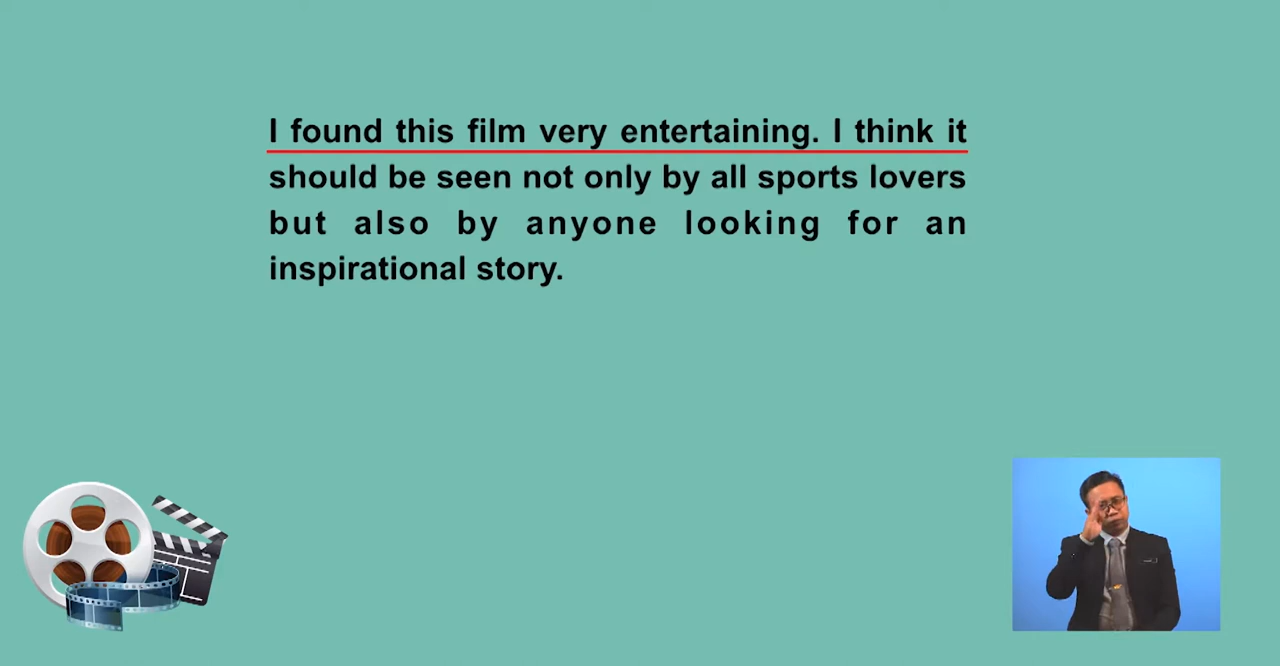 I found this film very entertaining. I think it
should be seen not only by all sports lovers
but also by anyone looking for an
inspirational story.